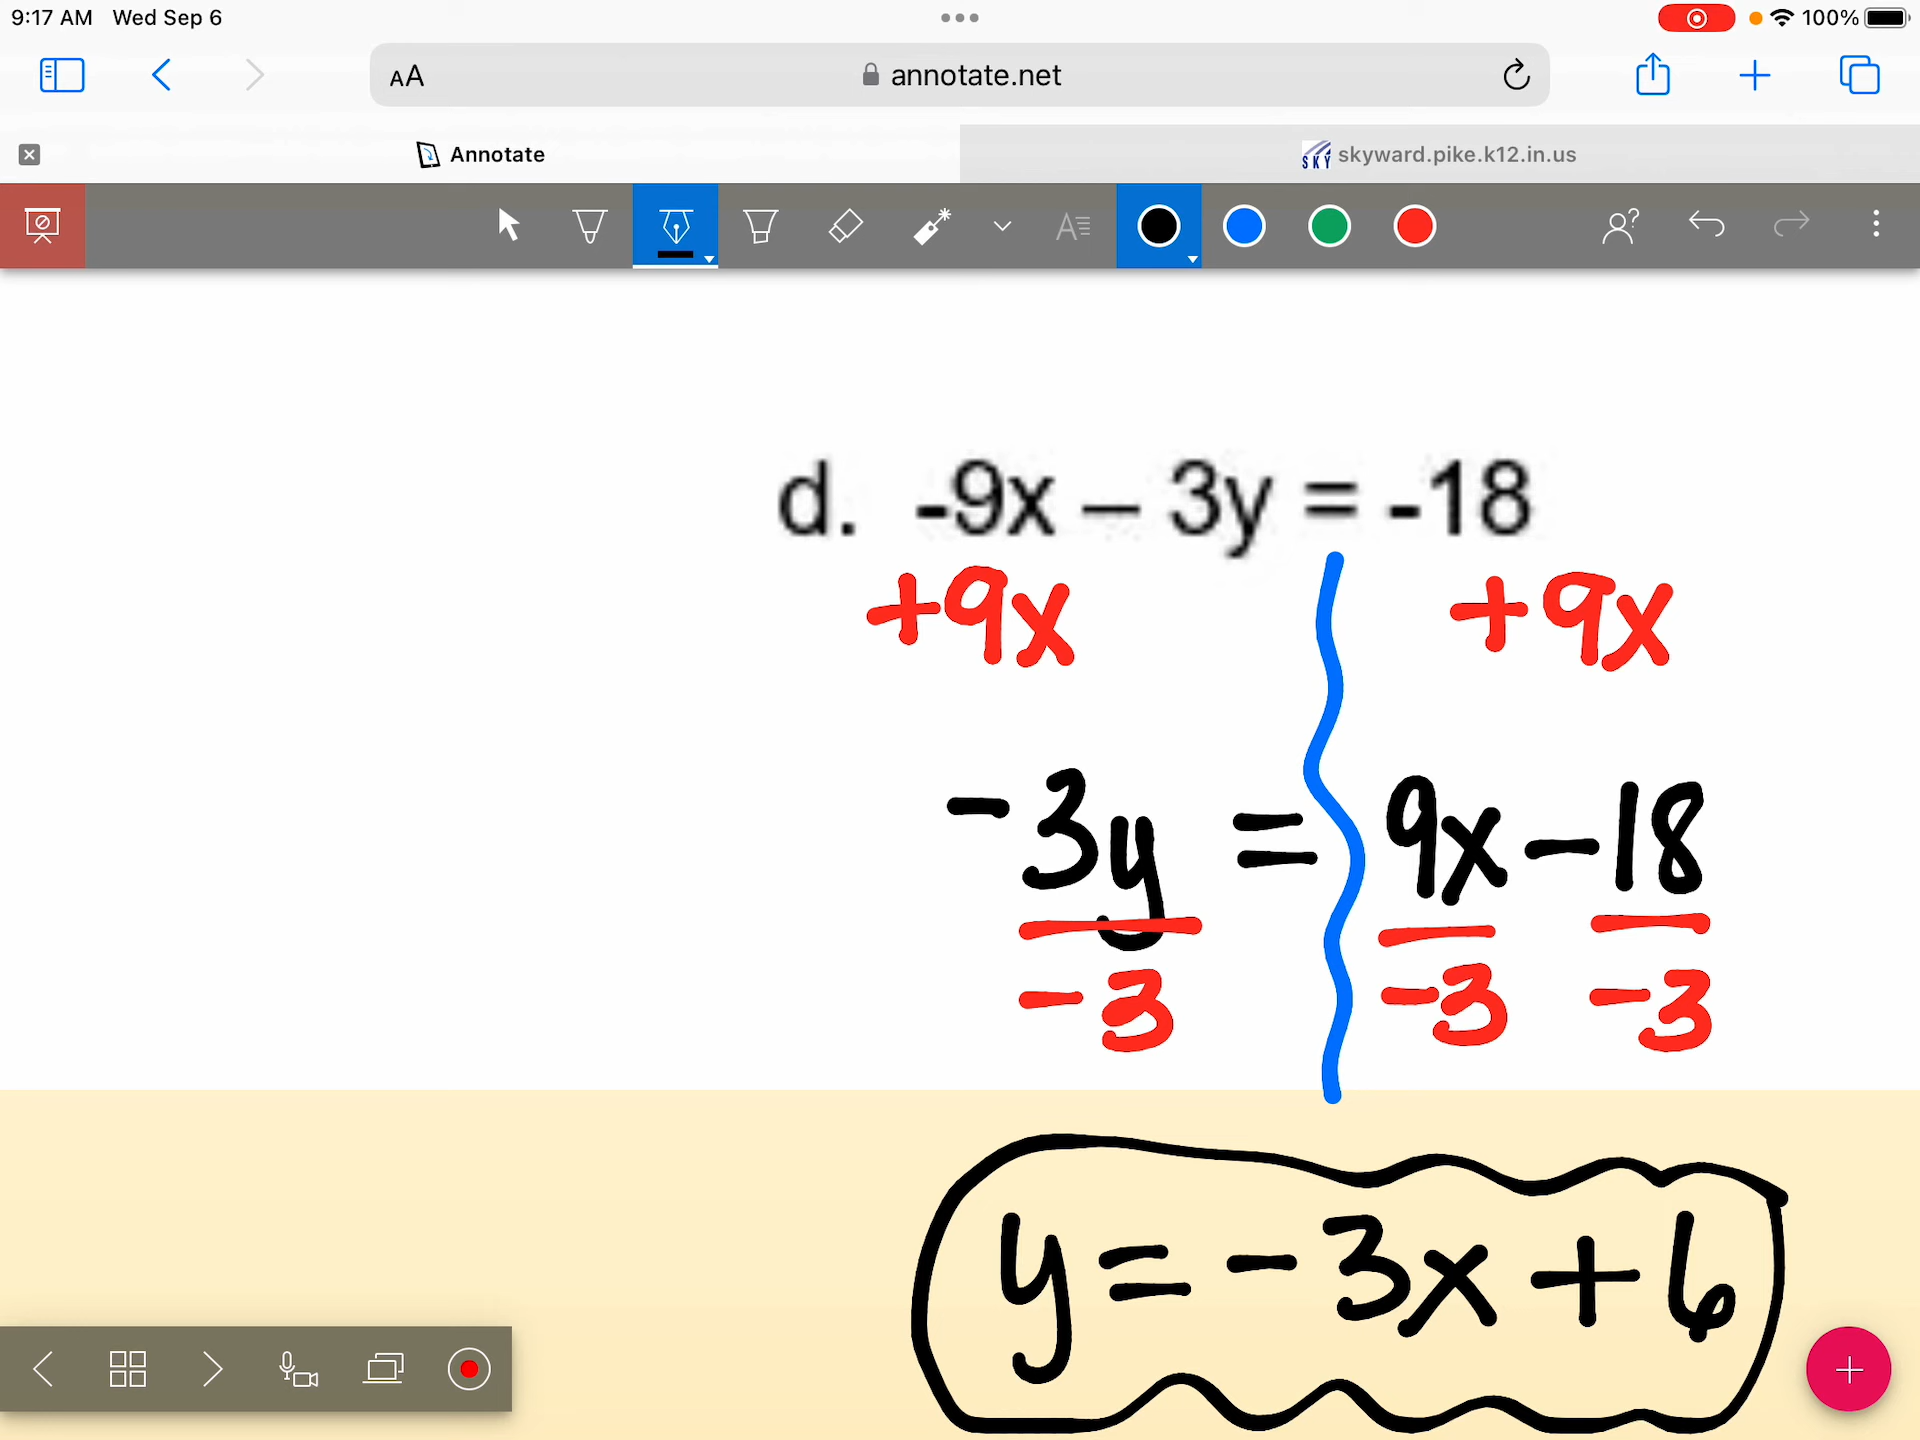 9:17 AM Wed Sep 6
100%
AA
annotate.net
Annotate
SKY skyward.pike.k12.in.us
A
d. -9x – 3y = -18
+9x +9x
-3y = 9x - 18
-3 -3 -3
y = -3x + 6